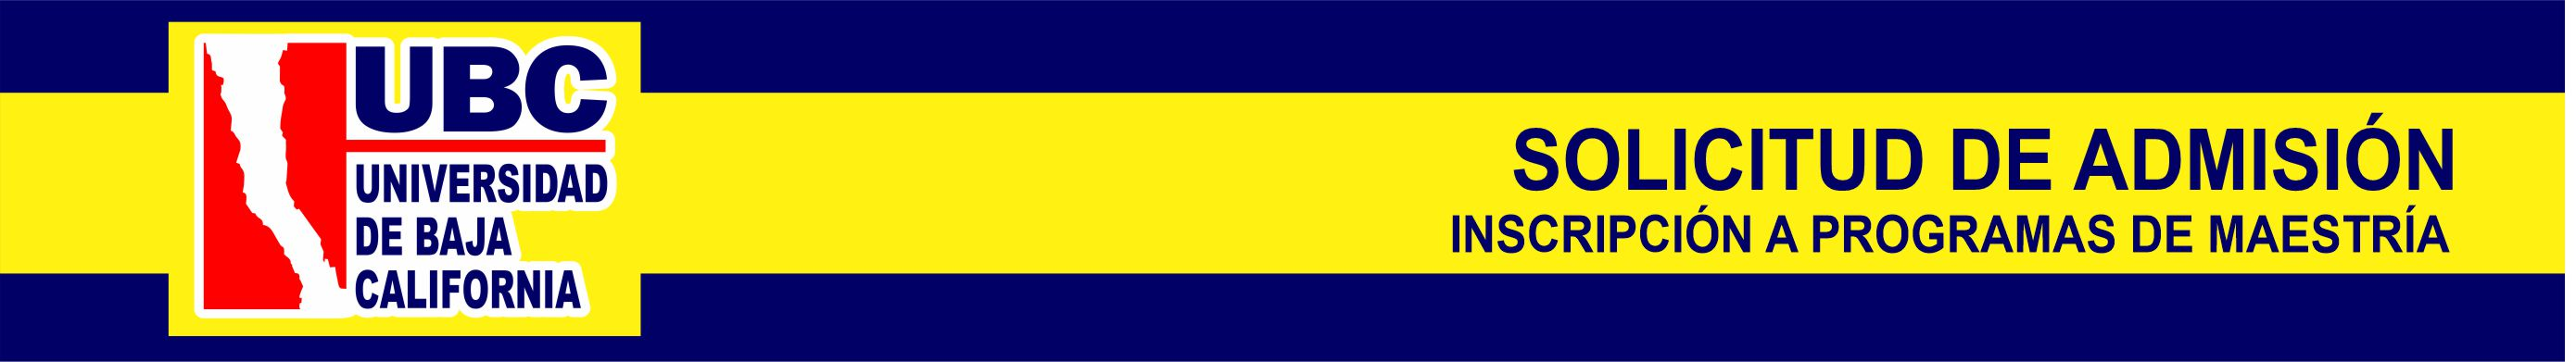 UBC
UNIVERSIDAD
DE BAJA
CALIFORNIA
SOLICITUD DE ADMISIÓN
INSCRIPCIÓN A PROGRAMAS DE MAESTRÍA